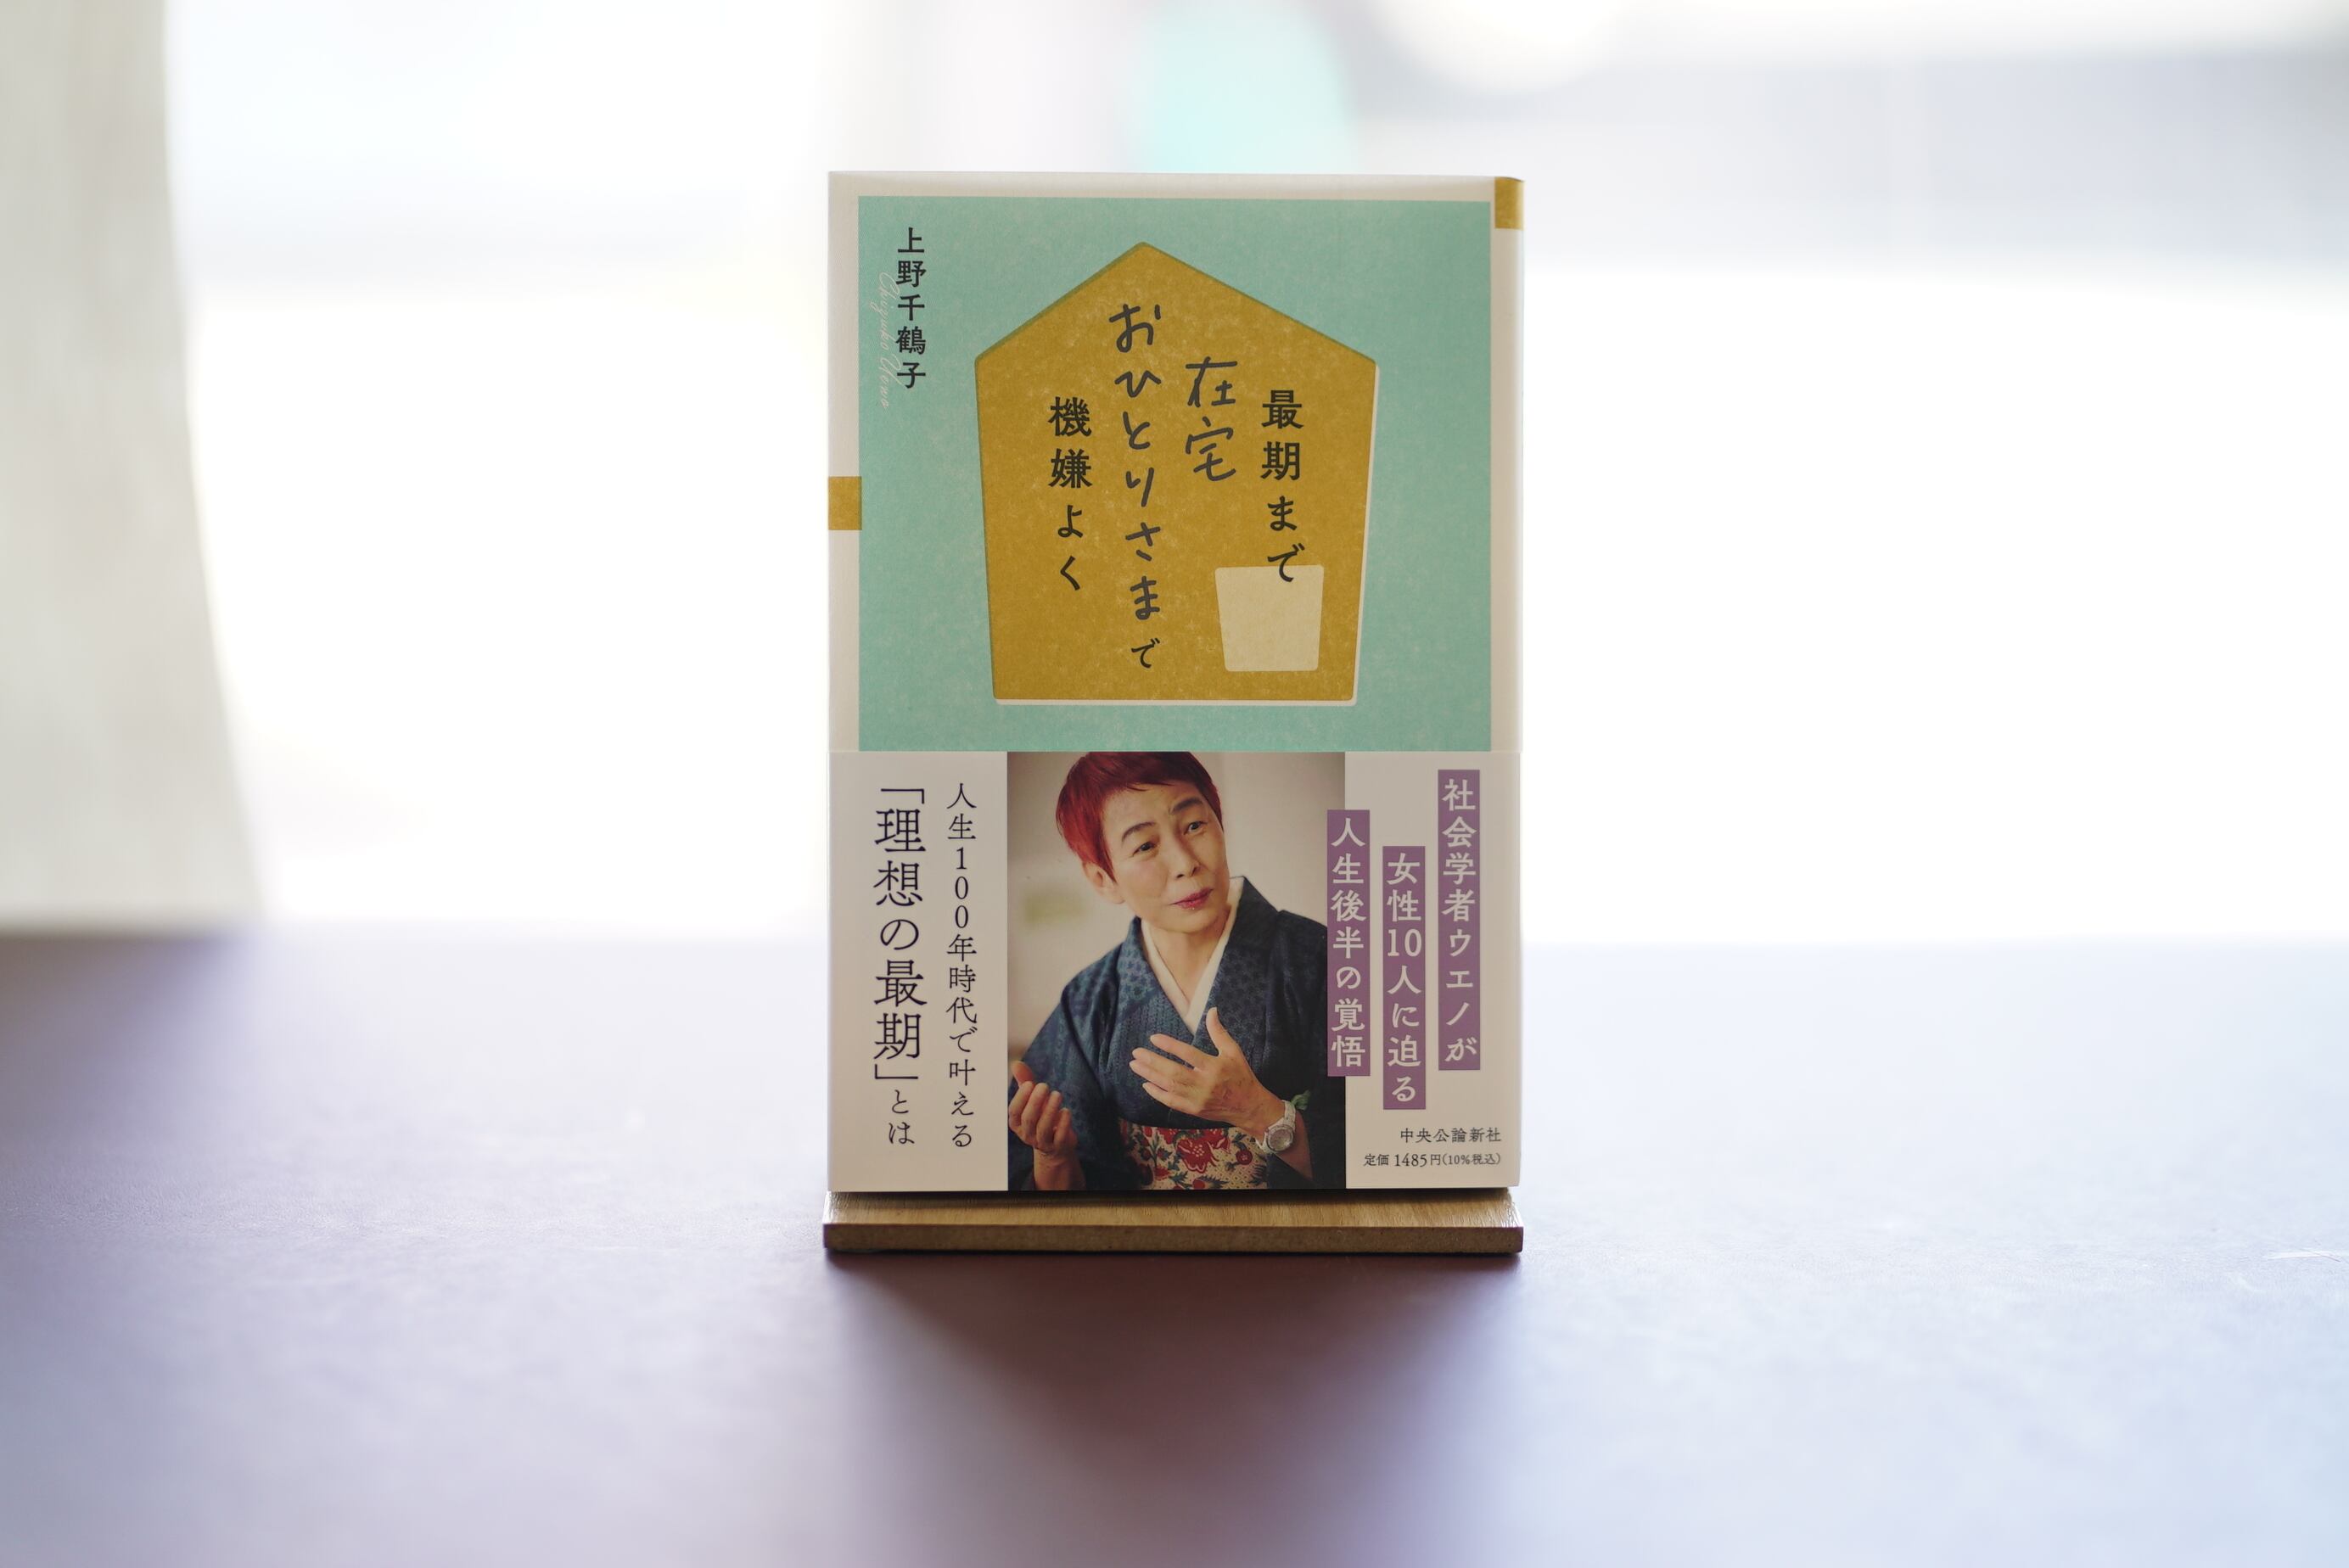 最期まで
在宅
おひとりさまで
機嫌よく
上野千鶴子
Chizuko Ueno
社会学者ウエノが
女性10人に迫る
人生後半の覚悟
人生100年時代で叶える
「理想の最期」とは
中央公論新社
定価 1485円(10%税込)